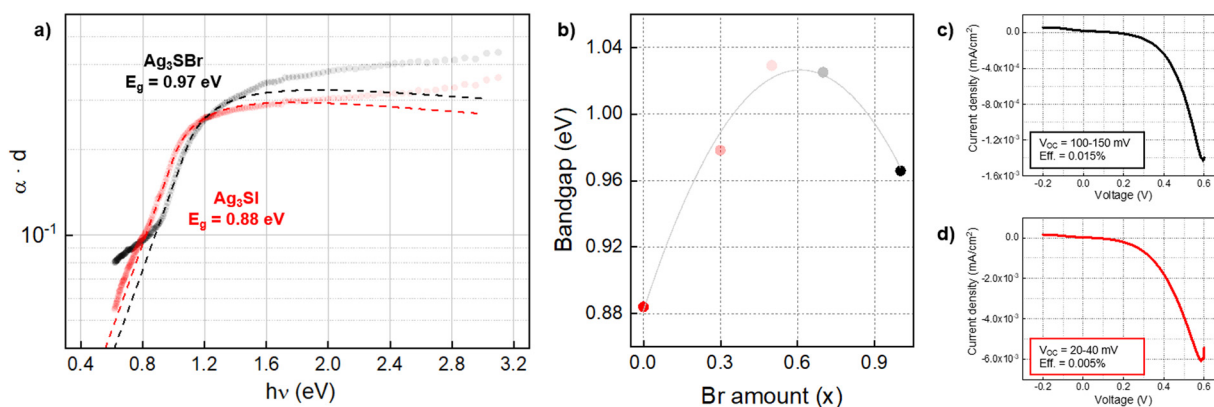 a)
Ag₃SBr
E_g = 0.97 eV
Ag₃SI
E_g = 0.88 eV
α · d
10⁻¹
0.4 0.8 1.2 1.6 2.0 2.4 2.8 3.2
hν (eV)
b)
Bandgap (eV)
1.04
1.00
0.96
0.92
0.88
0.0 0.3 0.6 0.9
Br amount (x)
c)
Current density (mA/cm²)
0.0
-4.0x10⁻⁴
-8.0x10⁻⁴
-1.2x10⁻³
-1.6x10⁻³
V_OC = 100-150 mV
Eff. = 0.015%
-0.2 0.0 0.2 0.4 0.6
Voltage (V)
d)
Current density (mA/cm²)
0.0
-2.0x10⁻³
-4.0x10⁻³
-6.0x10⁻³
V_OC = 20-40 mV
Eff. = 0.005%
-0.2 0.0 0.2 0.4 0.6
Voltage (V)